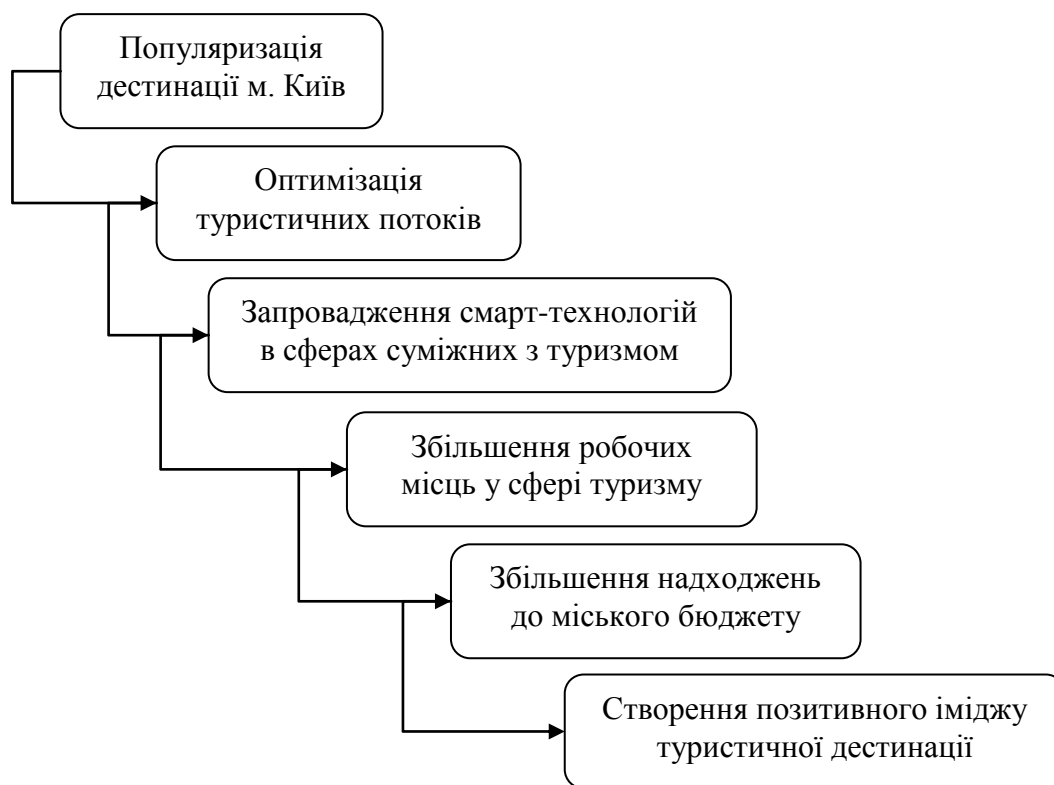 Популяризація
дестинації м. Київ
Оптимізація
туристичних потоків
Запровадження смарт-технологій
в сферах суміжних з туризмом
Збільшення робочих
місць у сфері туризму
Збільшення надходжень
до міського бюджету
Створення позитивного іміджу
туристичної дестинації